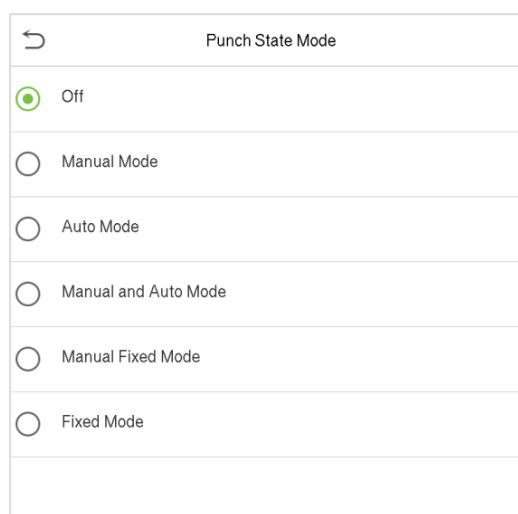 Punch State Mode
Off
Manual Mode
Auto Mode
Manual and Auto Mode
Manual Fixed Mode
Fixed Mode